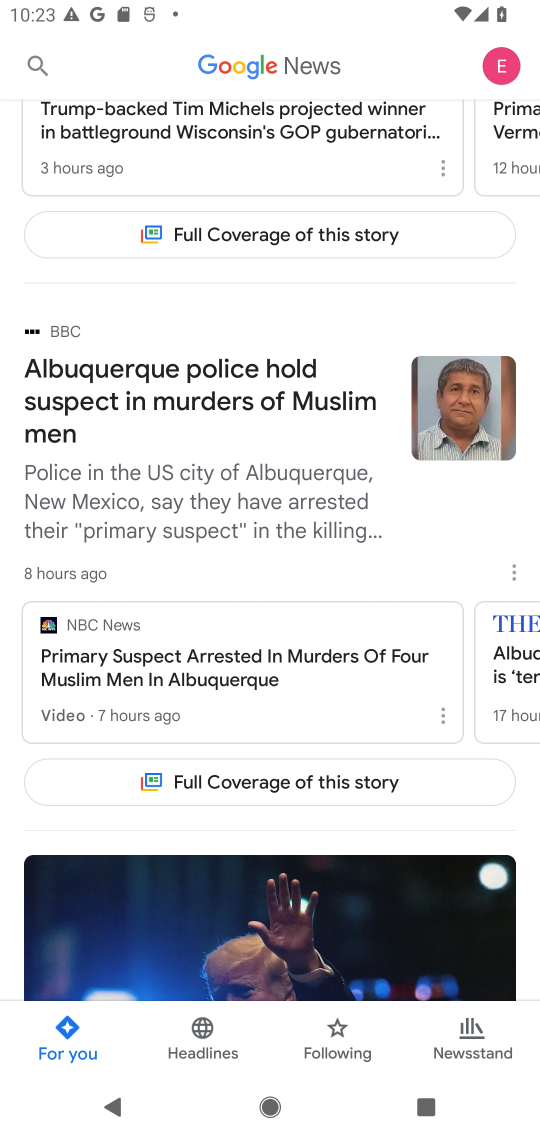 10:23
Google News
E
Trump-backed Tim Michels projected winner
in battleground Wisconsin's GOP gubernatori...
3 hours ago
Prima
Verm
12 hou
Full Coverage of this story
BBC
Albuquerque police hold
suspect in murders of Muslim
men
Police in the US city of Albuquerque,
New Mexico, say they have arrested
their "primary suspect" in the killing...
8 hours ago
NBC News
Primary Suspect Arrested In Murders Of Four
Muslim Men In Albuquerque
Video · 7 hours ago
THE
Albuq
is ‘ter
17 hou
Full Coverage of this story
For you
Headlines
Following
Newsstand